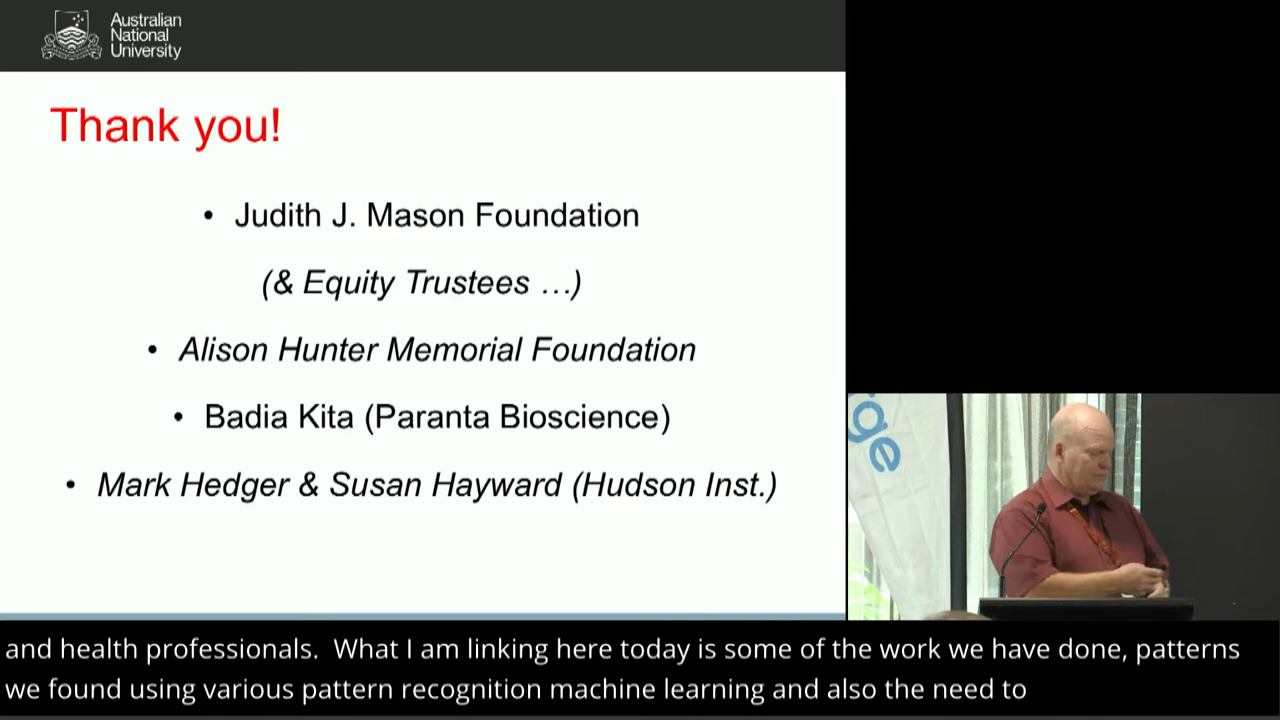 Australian
National
University
Thank you!
• Judith J. Mason Foundation
(& Equity Trustees …)
• Alison Hunter Memorial Foundation
• Badia Kita (Paranta Bioscience)
• Mark Hedger & Susan Hayward (Hudson Inst.)
rge
and health professionals. What I am linking here today is some of the work we have done, patterns
we found using various pattern recognition machine learning and also the need to